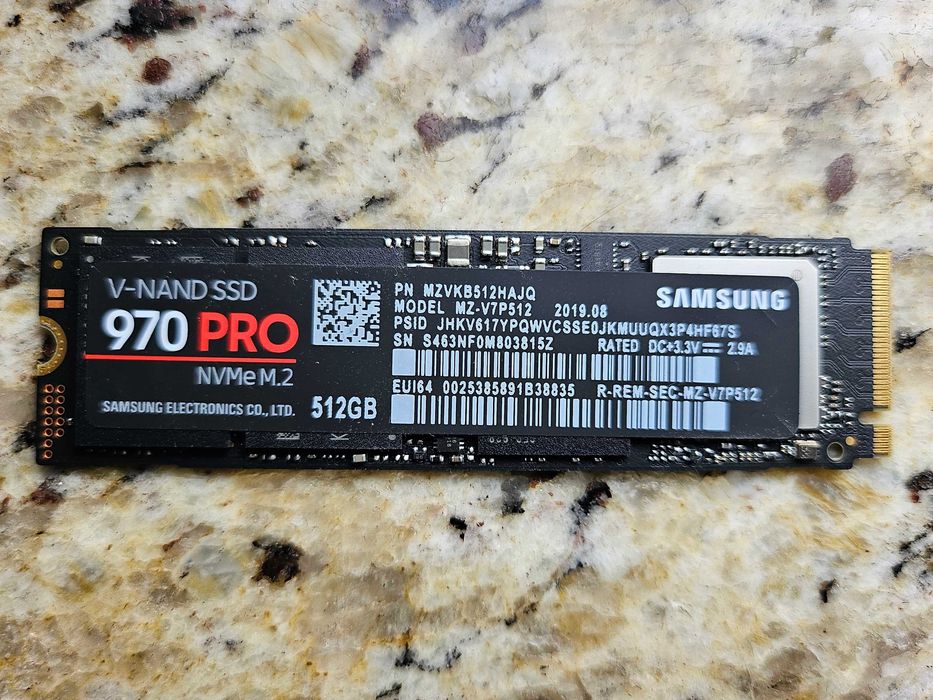 V-NAND SSD
970 PRO
NVMe M.2
SAMSUNG ELECTRONICS CO., LTD.
512GB
PN MZVKB512HAJQ
MODEL MZ-V7P512 2019.08
PSID JHKV617YPQWVCSSE0JKMUUQX3P4HF67S
SN S463NF0M803815Z RATED DC+3.3V 2.9A
EUI64 0025385891B38835 R-REM-SEC-MZ-V7P512
SAMSUNG